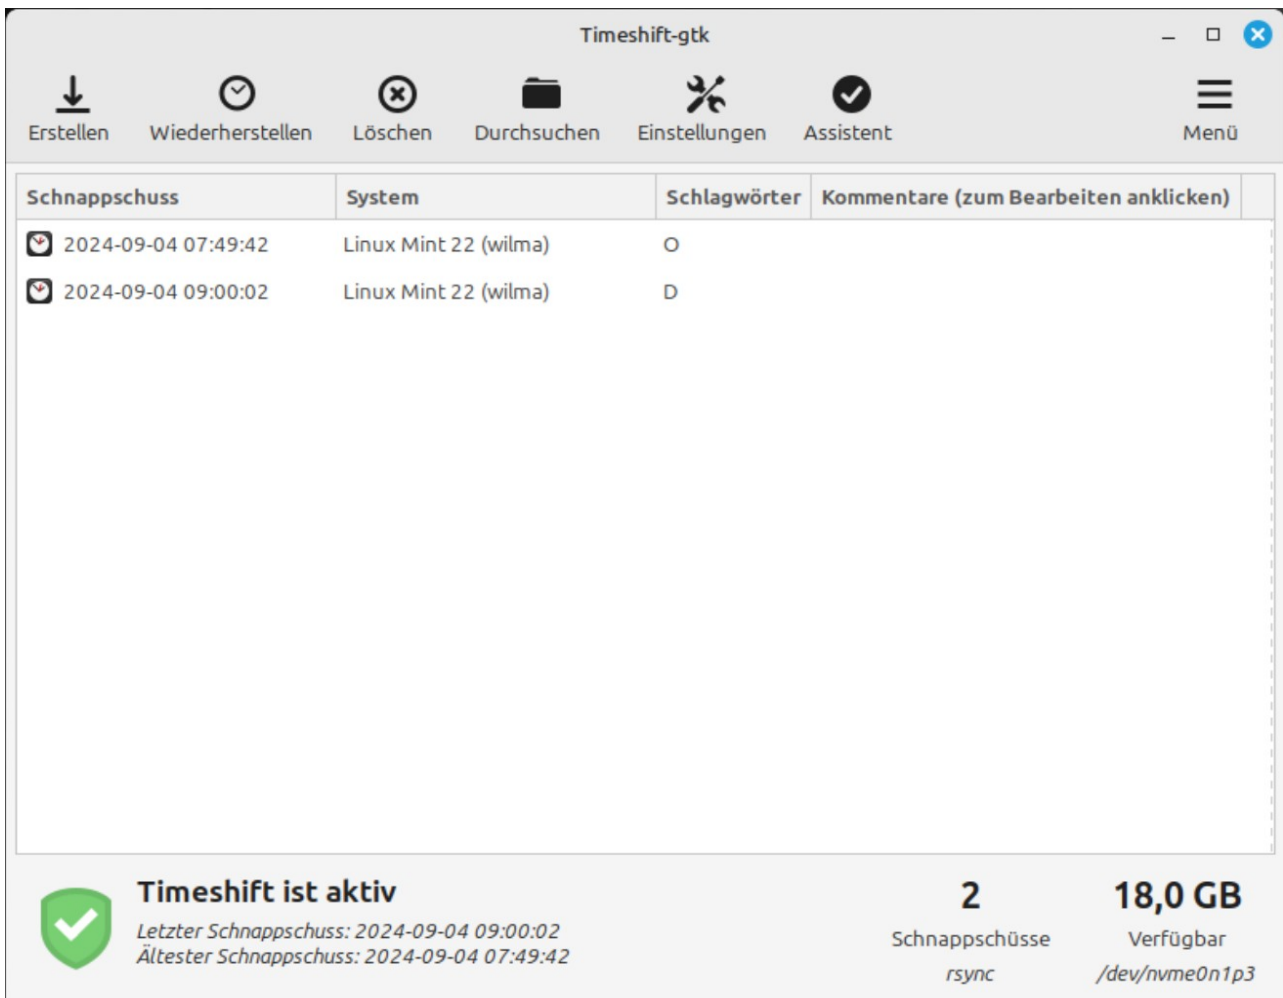 Timeshift-gtk
Erstellen Wiederherstellen Löschen Durchsuchen Einstellungen Assistent Menü
Schnappschuss System Schlagwörter Kommentare (zum Bearbeiten anklicken)
2024-09-04 07:49:42 Linux Mint 22 (wilma) O
2024-09-04 09:00:02 Linux Mint 22 (wilma) D
Timeshift ist aktiv 2 18,0 GB
Letzter Schnappschuss: 2024-09-04 09:00:02
Ältester Schnappschuss: 2024-09-04 07:49:42
Schnappschüsse Verfügbar
rsync /dev/nvme0n1p3